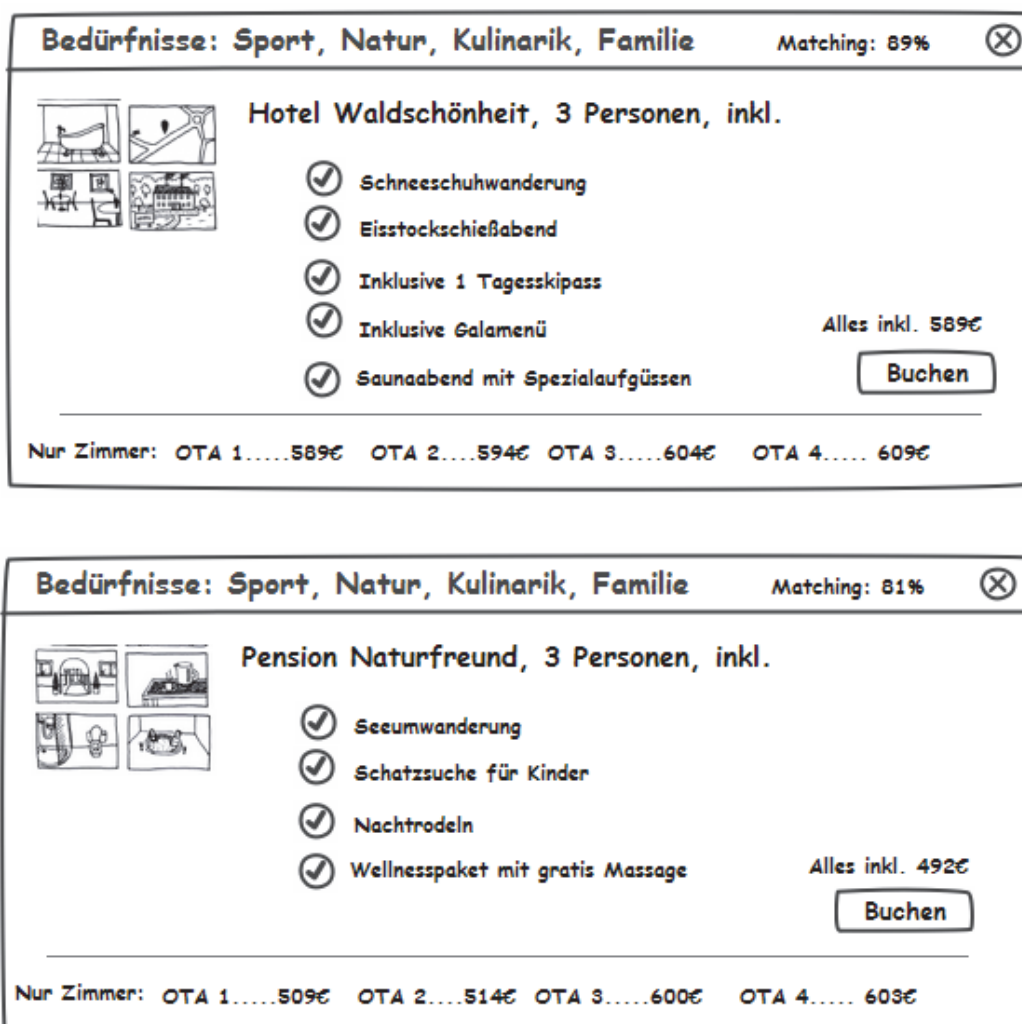 Bedürfnisse: Sport, Natur, Kulinarik, Familie Matching: 89%
Hotel Waldschönheit, 3 Personen, inkl.
Schneeschuhwanderung
Eisstockschießabend
Inklusive 1 Tagesskipass
Inklusive Galamenü
Alles inkl. 589€
Saunaabend mit Spezialaufgüssen
Buchen
Nur Zimmer: OTA 1.....589€ OTA 2....594€ OTA 3.....604€ OTA 4..... 609€
Bedürfnisse: Sport, Natur, Kulinarik, Familie Matching: 81%
Pension Naturfreund, 3 Personen, inkl.
Seeumwanderung
Schatzsuche für Kinder
Nachtrodeln
Wellnesspaket mit gratis Massage
Alles inkl. 492€
Buchen
Nur Zimmer: OTA 1.....509€ OTA 2....514€ OTA 3.....600€ OTA 4..... 603€